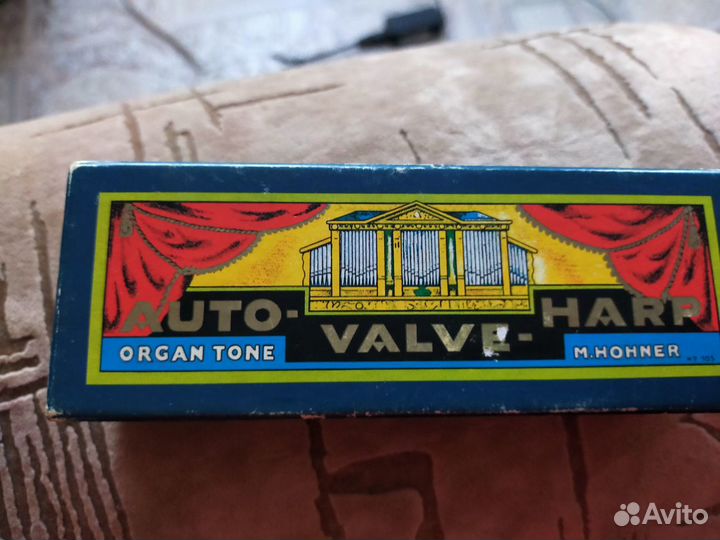 AUTO-VALVE-HARP
ORGAN TONE
M.HOHNER
Avito